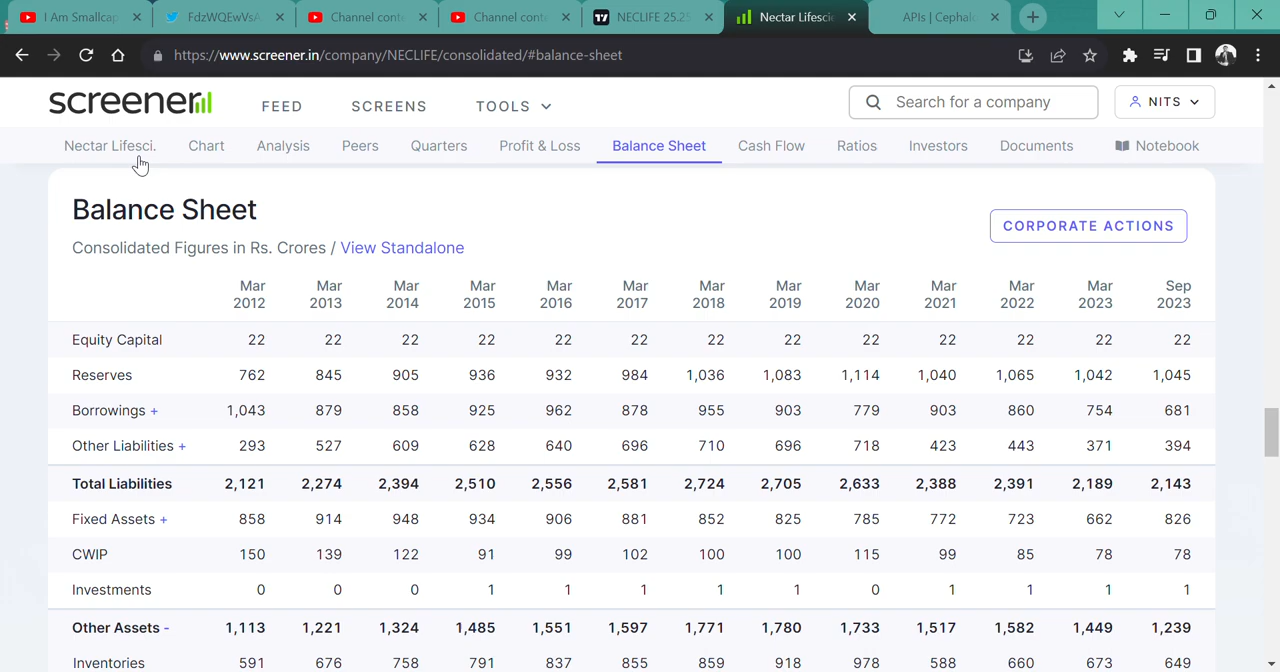 I Am Smallcap
FdzWQEwVsA
Channel cont
Channel cont
NECLIFE 25.25
Nectar Lifescie
APIs | Cephalo
https://www.screener.in/company/NECLIFE/consolidated/#balance-sheet
screener
FEED SCREENS TOOLS
Search for a company
NITS
Nectar Lifesci. Chart Analysis Peers Quarters Profit & Loss Balance Sheet Cash Flow Ratios Investors Documents Notebook
Balance Sheet
CORPORATE ACTIONS
Consolidated Figures in Rs. Crores / View Standalone
Mar 2012 Mar 2013 Mar 2014 Mar 2015 Mar 2016 Mar 2017 Mar 2018 Mar 2019 Mar 2020 Mar 2021 Mar 2022 Mar 2023 Sep 2023
Equity Capital 22 22 22 22 22 22 22 22 22 22 22 22 22
Reserves 762 845 905 936 932 984 1,036 1,083 1,114 1,040 1,065 1,042 1,045
Borrowings + 1,043 879 858 925 962 878 955 903 779 903 860 754 681
Other Liabilities + 293 527 609 628 640 696 710 696 718 423 443 371 394
Total Liabilities 2,121 2,274 2,394 2,510 2,556 2,581 2,724 2,705 2,633 2,388 2,391 2,189 2,143
Fixed Assets + 858 914 948 934 906 881 852 825 785 772 723 662 826
CWIP 150 139 122 91 99 102 100 100 115 99 85 78 78
Investments 0 0 0 1 1 1 1 1 0 1 1 1 1
Other Assets - 1,113 1,221 1,324 1,485 1,551 1,597 1,771 1,780 1,733 1,517 1,582 1,449 1,239
Inventories 591 676 758 791 837 855 859 918 978 588 660 673 649